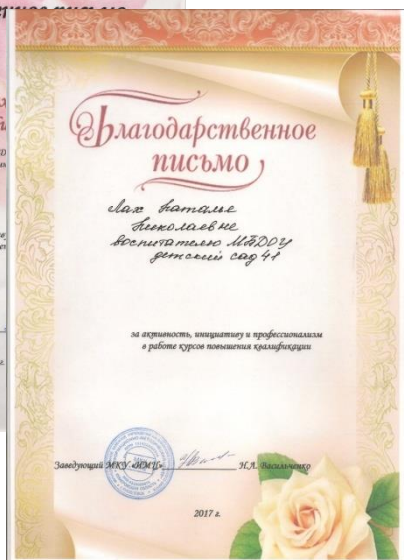 Благодарственное
письмо
Лах Наталье
Николаевне
воспитателю МБДОУ
детский сад 41
за активность, инициативу и профессионализм
в работе курсов повышения квалификации
Заведующий МКУ «ИМЦ» Н.А. Васильченко
2017 г.